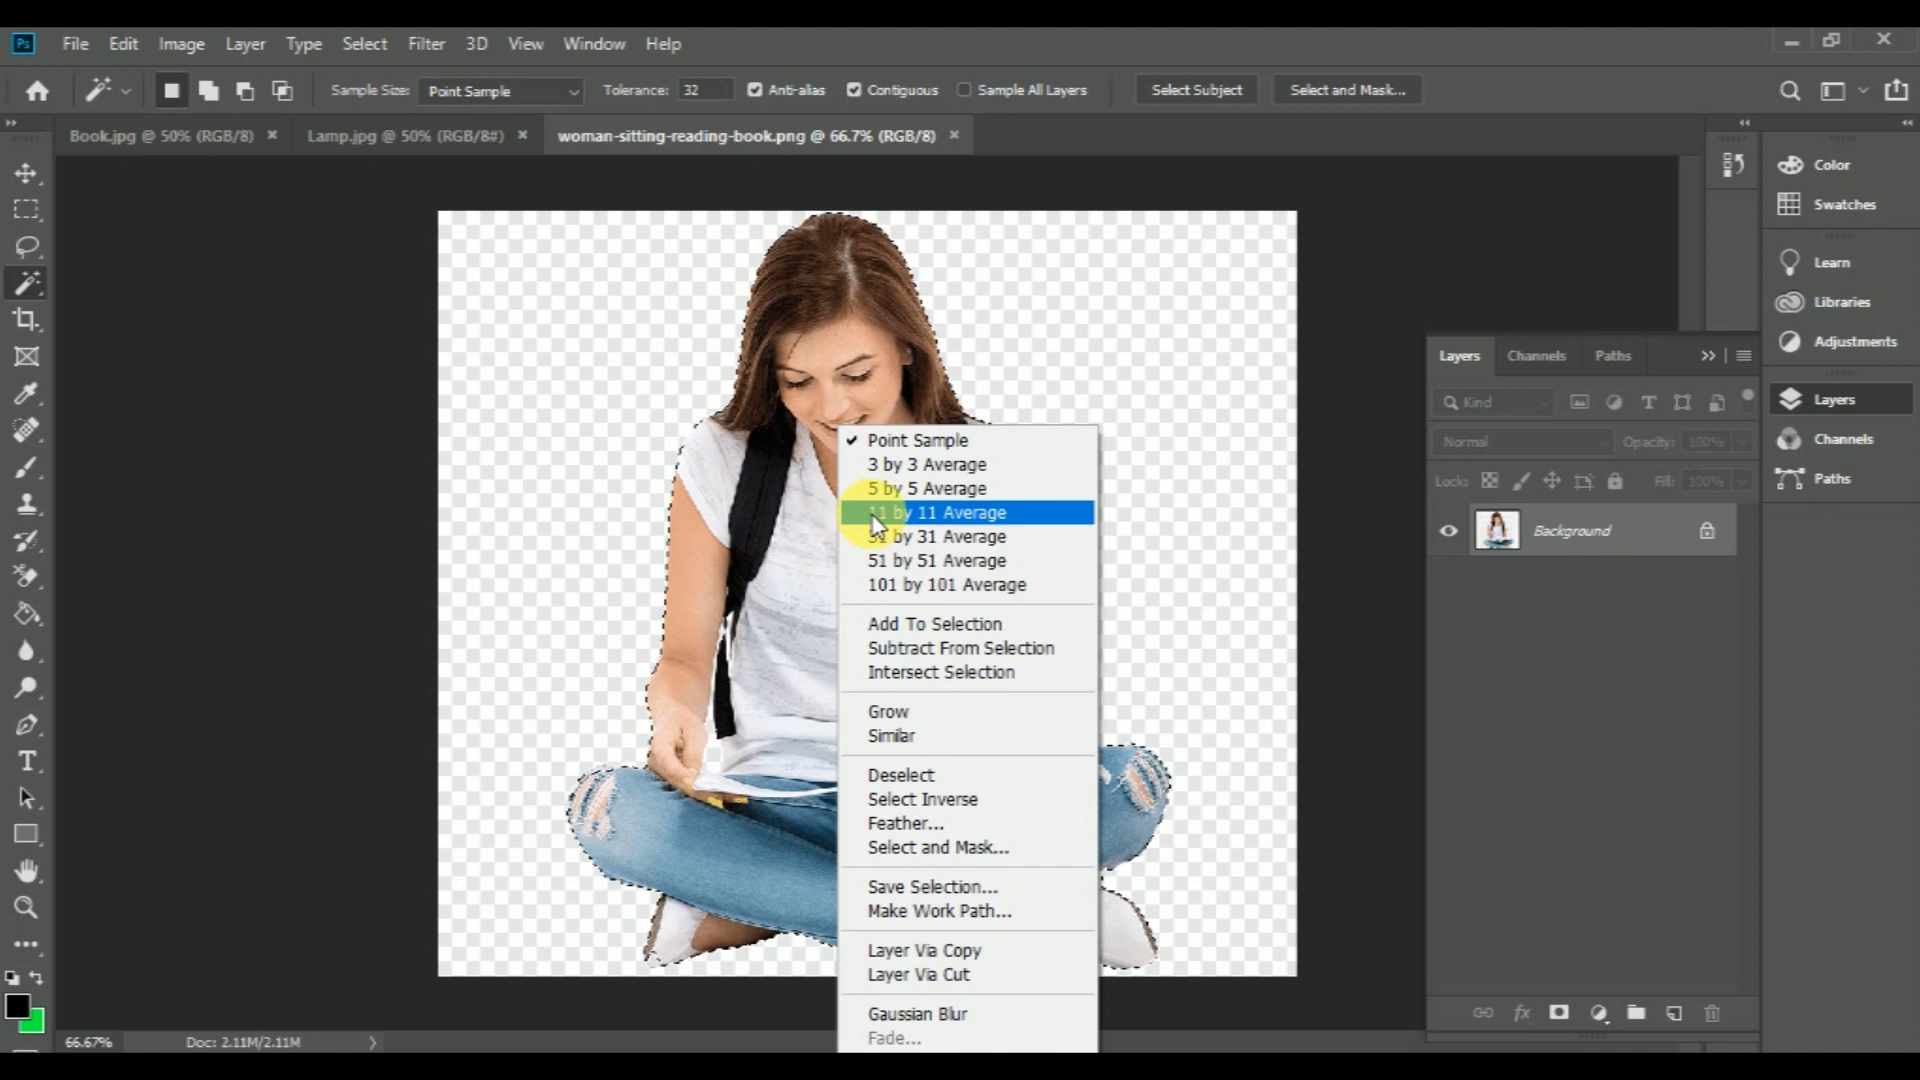 Ps File Edit Image Layer Type Select Filter 3D View Window Help
Sample Size: Point Sample Tolerance: 32 Anti-alias Contiguous Sample All Layers Select Subject Select and Mask...
Book.jpg @ 50% (RGB/8) × Lamp.jpg @ 50% (RGB/8#) × woman-sitting-reading-book.png @ 66.7% (RGB/8) ×
Color
Swatches
Learn
Libraries
Adjustments
Layers
Channels
Paths
Layers Channels Paths
Kind
Normal Opacity: 100%
Lock: Fill: 100%
Background
Point Sample
3 by 3 Average
5 by 5 Average
11 by 11 Average
31 by 31 Average
51 by 51 Average
101 by 101 Average
Add To Selection
Subtract From Selection
Intersect Selection
Grow
Similar
Deselect
Select Inverse
Feather...
Select and Mask...
Save Selection...
Make Work Path...
Layer Via Copy
Layer Via Cut
Gaussian Blur
Fade...
fx
66.67% Doc: 2.11M/2.11M